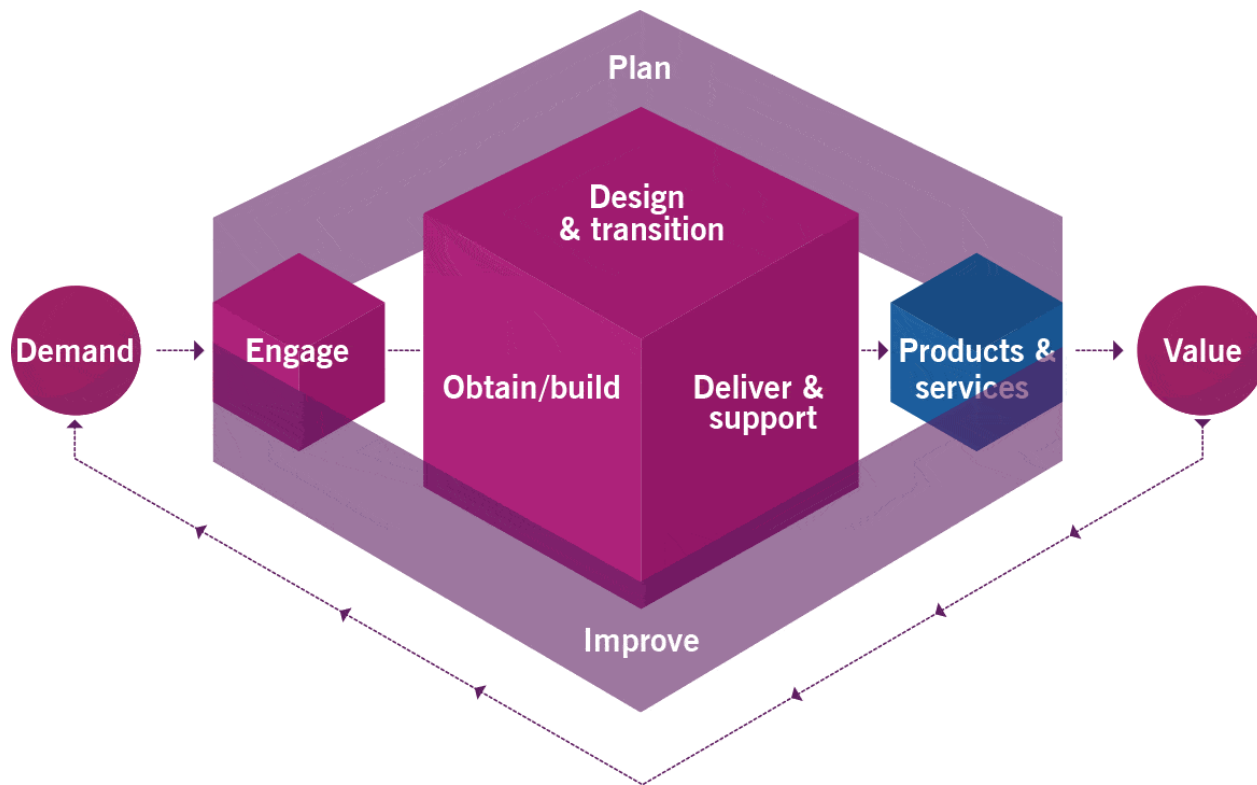 Plan
Design
& transition
Demand
Engage
Obtain/build
Deliver &
support
Products &
services
Value
Improve